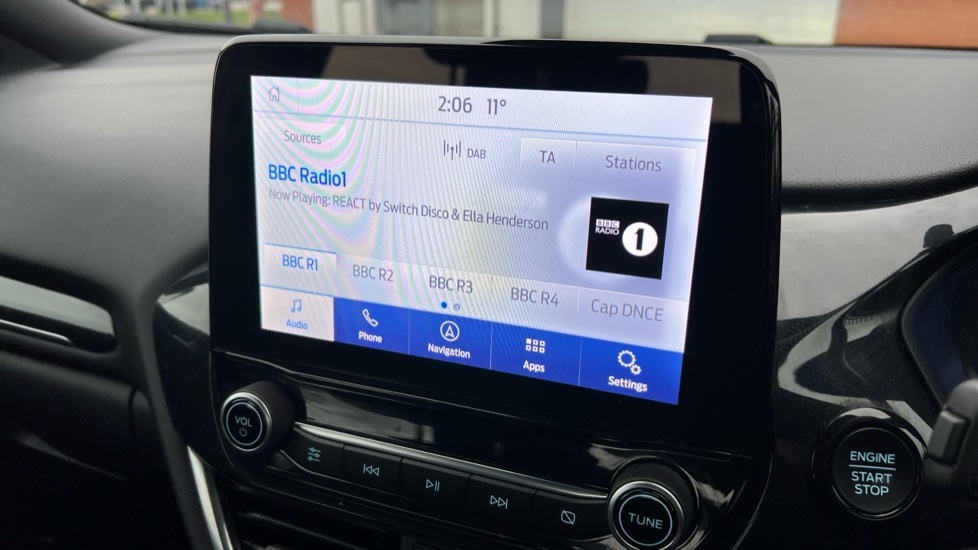 2:06 11°
Sources
DAB
TA
Stations
BBC Radio1
Now Playing: REACT by Switch Disco & Ella Henderson
BBC
RADIO
1
BBC R1
BBC R2
BBC R3
BBC R4
Cap DNCE
Audio
Phone
Navigation
Apps
Settings
VOL
TUNE
ENGINE
START
STOP